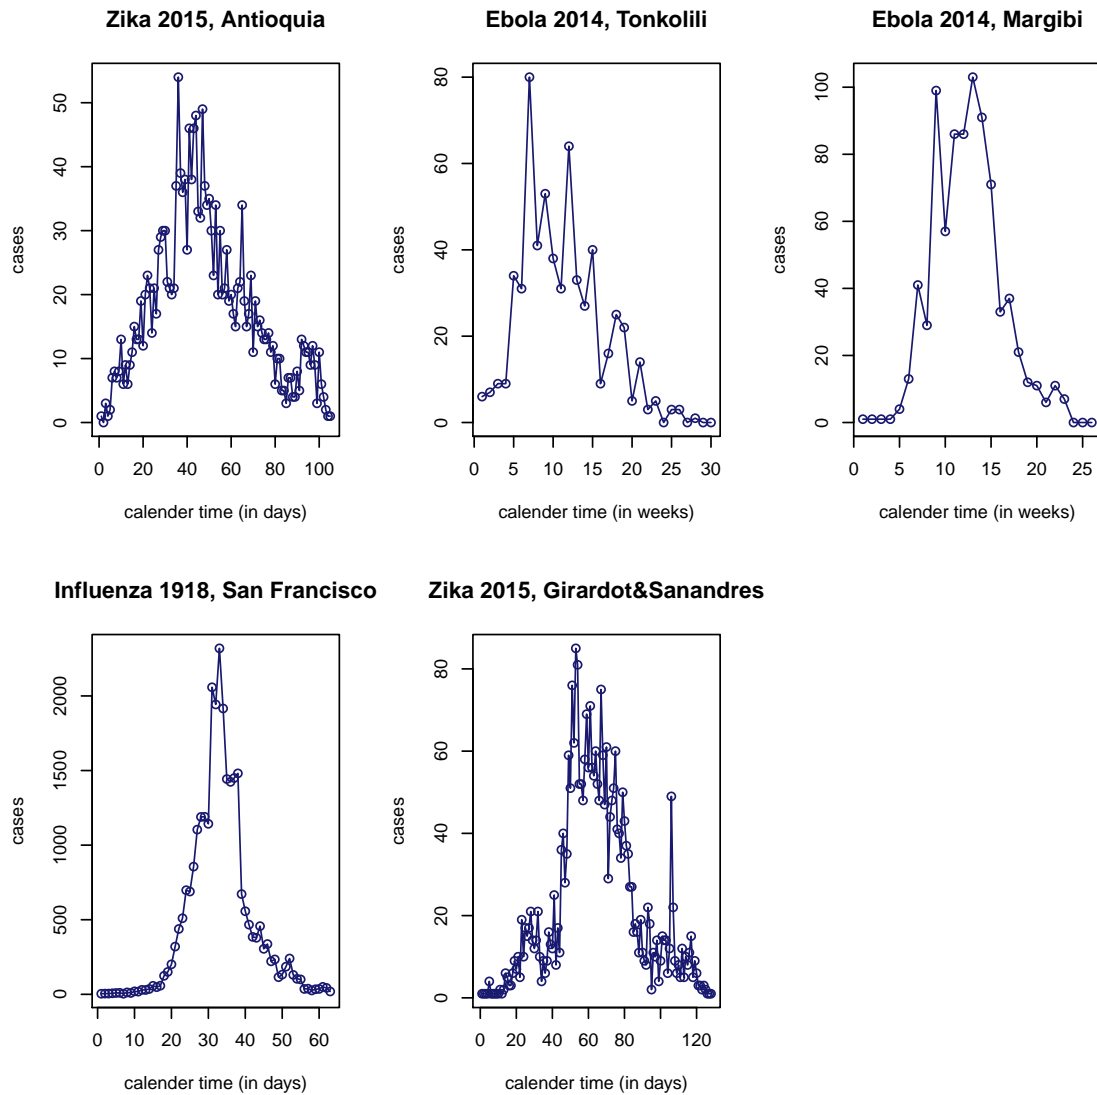 Zika 2015, Antioquia
cases
0 10 20 30 40 50
0 20 40 60 80 100
calender time (in days)
Ebola 2014, Tonkolili
cases
0 20 40 60 80
0 5 10 15 20 25 30
calender time (in weeks)
Ebola 2014, Margibi
cases
0 20 40 60 80 100
0 5 10 15 20 25
calender time (in weeks)
Influenza 1918, San Francisco
cases
0 500 1000 1500 2000
0 10 20 30 40 50 60
calender time (in days)
Zika 2015, Girardot&Sanandres
cases
0 20 40 60 80
0 20 40 60 80 120
calender time (in days)